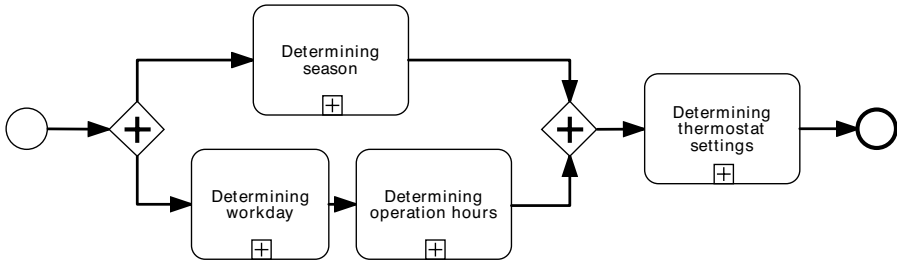 Determining
season
Determining
workday
Determining
operation hours
Determining
thermostat
settings